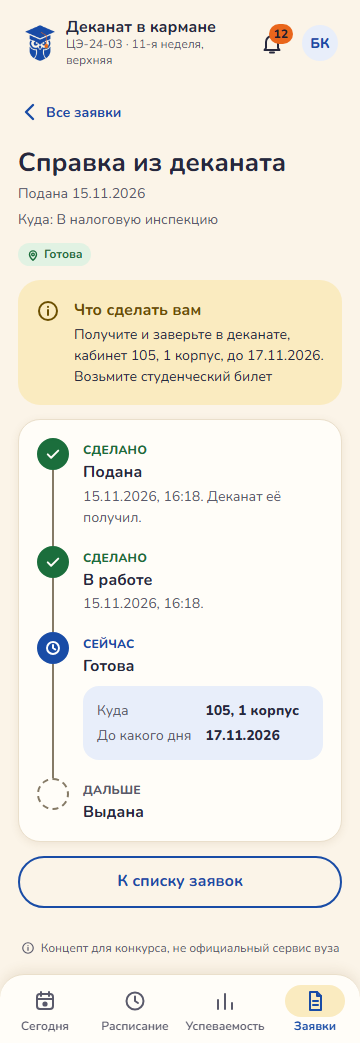 Деканат в кармане
ЦЭ-24-03 · 11-я неделя,
верхняя
12
БК
Все заявки
Справка из деканата
Подана 15.11.2026
Куда: В налоговую инспекцию
Готова
Что сделать вам
Получите и заверьте в деканате,
кабинет 105, 1 корпус, до 17.11.2026.
Возьмите студенческий билет
СДЕЛАНО
Подана
15.11.2026, 16:18. Деканат её
получил.
СДЕЛАНО
В работе
15.11.2026, 16:18.
СЕЙЧАС
Готова
Куда 105, 1 корпус
До какого дня 17.11.2026
ДАЛЬШЕ
Выдана
К списку заявок
Концепт для конкурса, не официальный сервис вуза
Сегодня Расписание Успеваемость Заявки